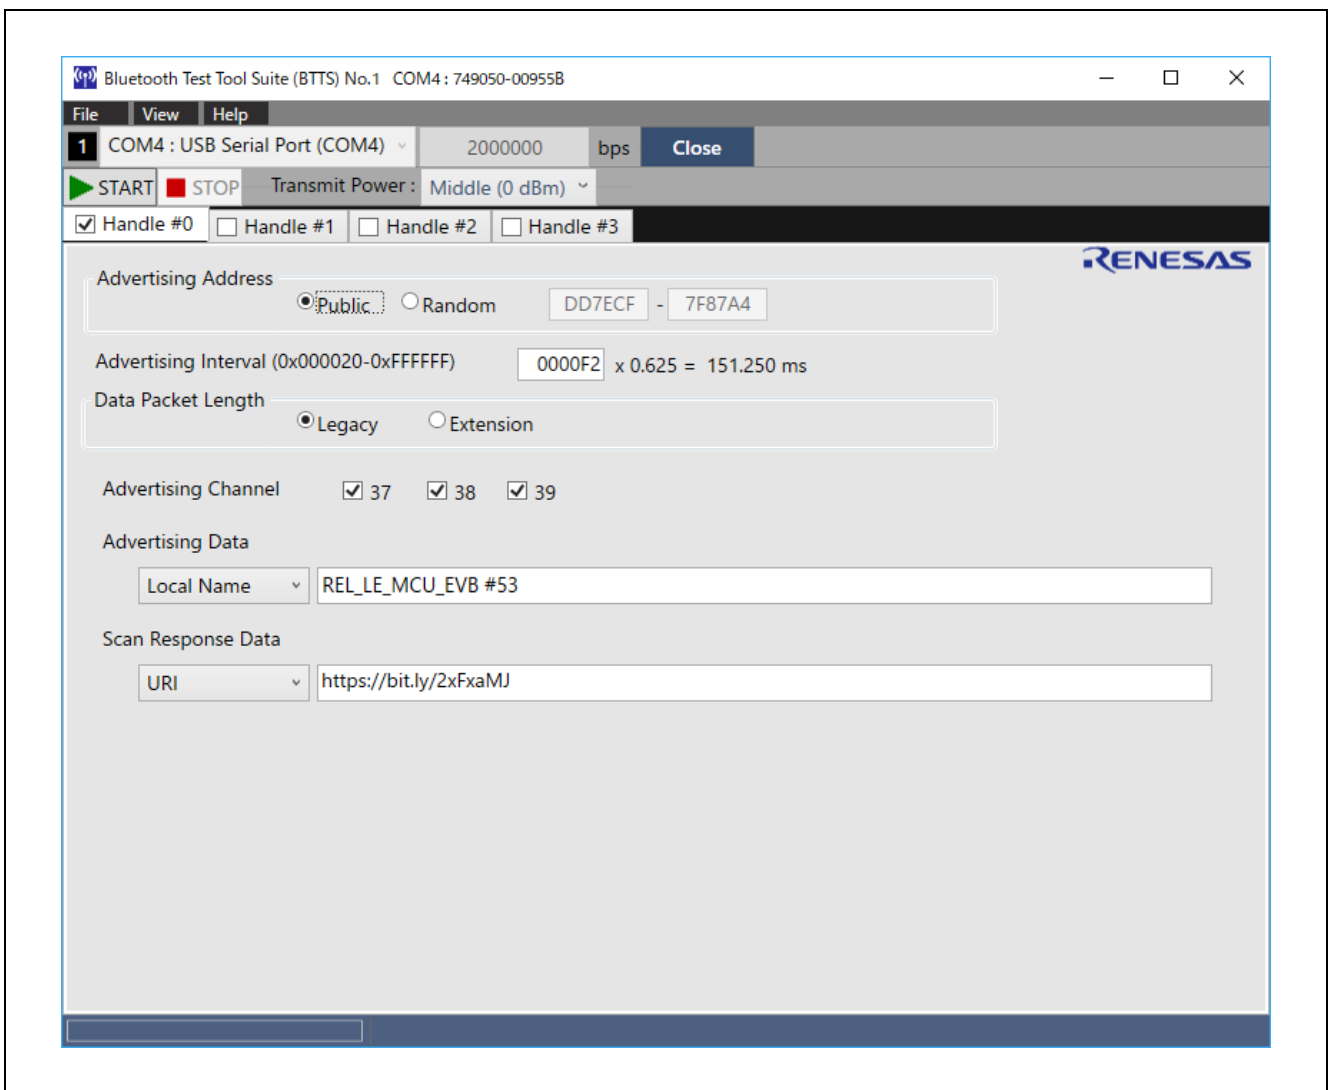 Bluetooth Test Tool Suite (BTTS) No.1 COM4 : 749050-00955B
File View Help
1 COM4 : USB Serial Port (COM4) 2000000 bps Close
START STOP Transmit Power : Middle (0 dBm)
Handle #0 Handle #1 Handle #2 Handle #3
RENESAS
Advertising Address
Public Random DD7ECF - 7F87A4
Advertising Interval (0x000020-0xFFFFFF) 0000F2 x 0.625 = 151.250 ms
Data Packet Length
Legacy Extension
Advertising Channel 37 38 39
Advertising Data
Local Name REL_LE_MCU_EVB #53
Scan Response Data
URI https://bit.ly/2xFxaMJ